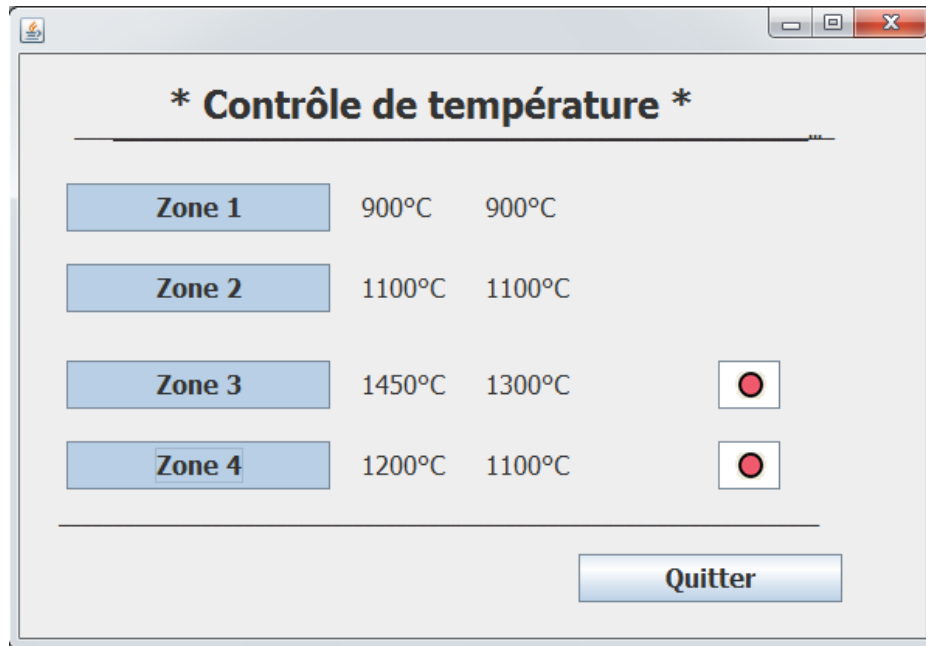 * Contrôle de température *
...
Zone 1 900°C 900°C
Zone 2 1100°C 1100°C
Zone 3 1450°C 1300°C
Zone 4 1200°C 1100°C
Quitter